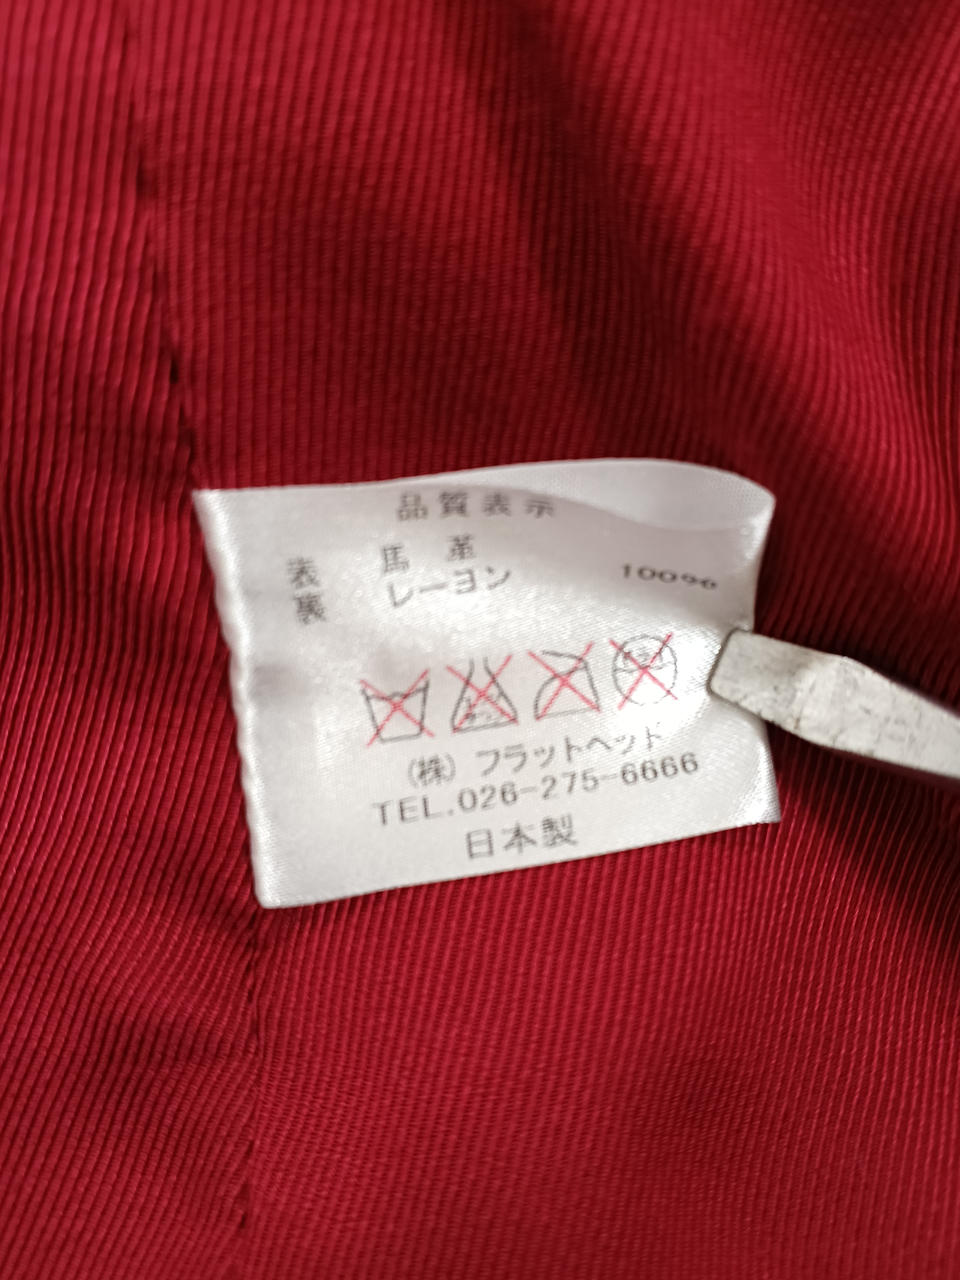 品質表示
表 馬革
裏 レーヨン 100%
(株) フラットヘッド
TEL.026-275-6666
日本製